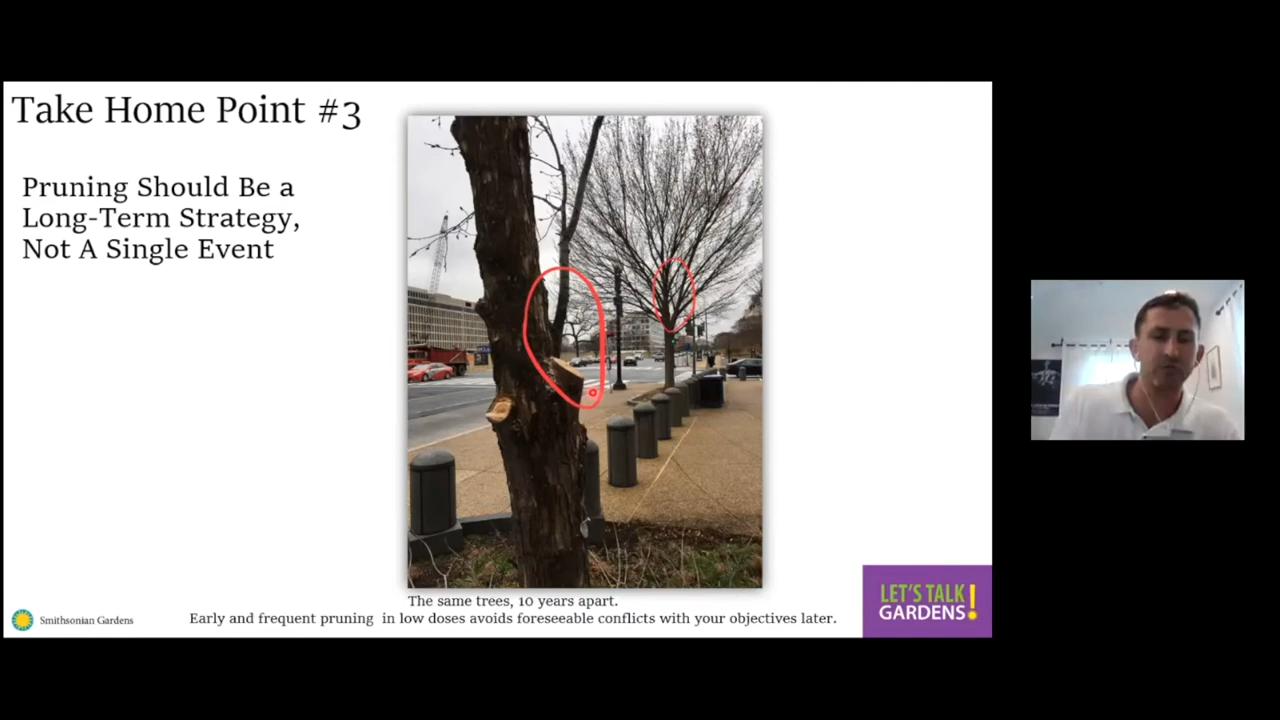 Take Home Point #3
Pruning Should Be a
Long-Term Strategy,
Not A Single Event
The same trees, 10 years apart.
Early and frequent pruning in low doses avoids foreseeable conflicts with your objectives later.
Smithsonian Gardens
LET'S TALK
GARDENS!